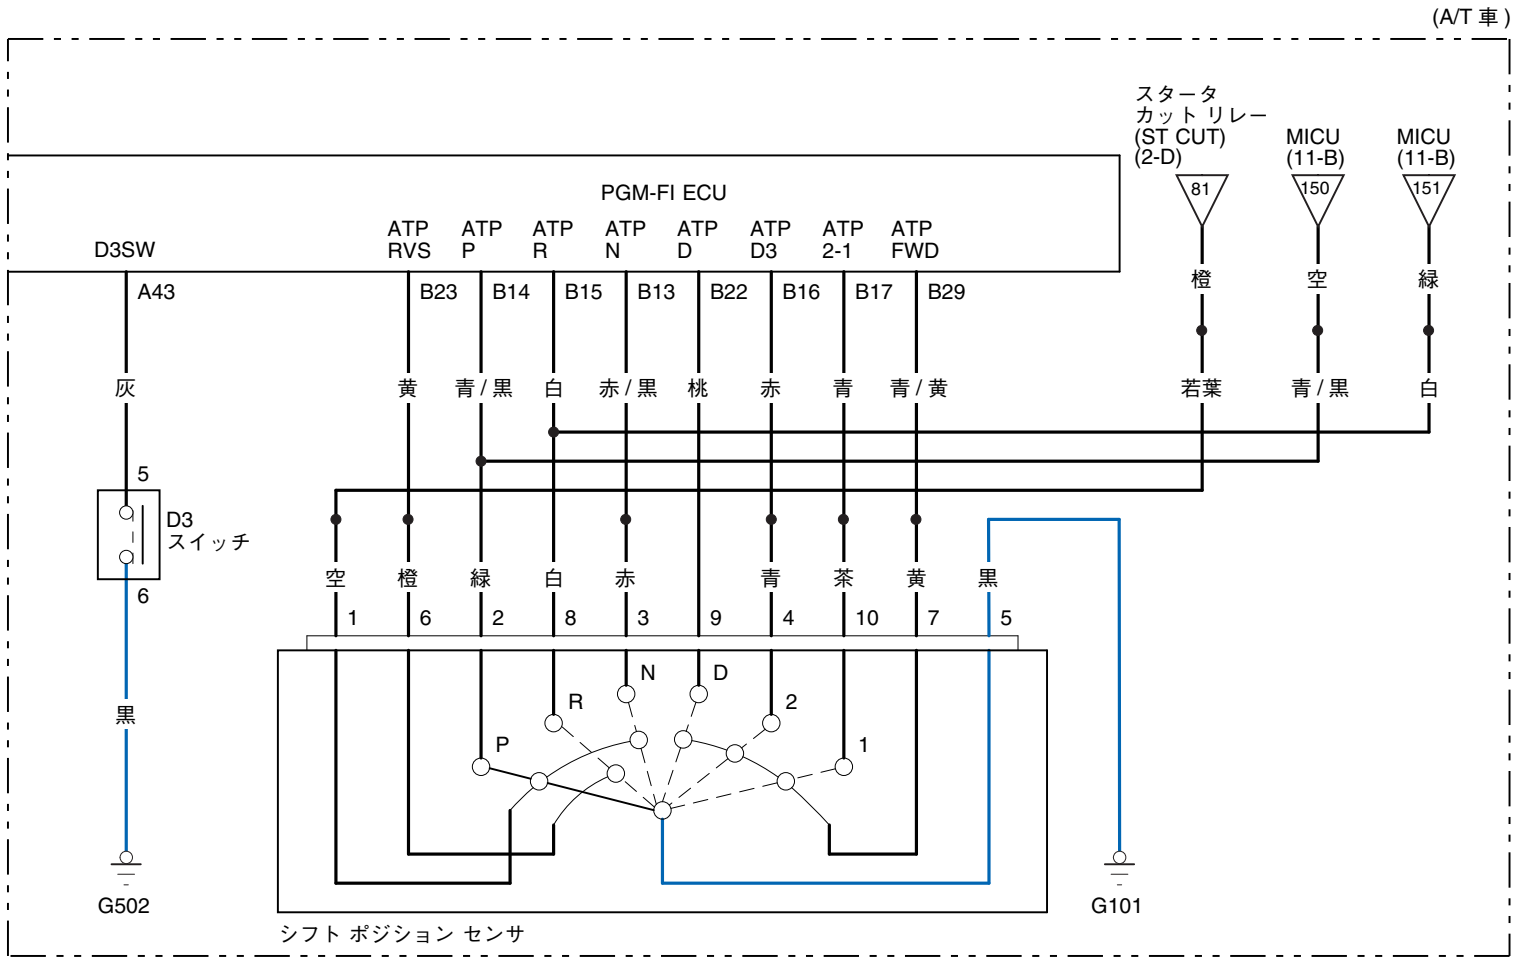 (A/T 車)
スタータ
カット リレー
(ST CUT)
(2-D)
MICU
(11-B)
MICU
(11-B)
81
150
151
PGM-FI ECU
D3SW
ATP
RVS
ATP
P
ATP
R
ATP
N
ATP
D
ATP
D3
ATP
2-1
ATP
FWD
A43
B23
B14
B15
B13
B22
B16
B17
B29
橙
空
緑
灰
黄
青 / 黒
白
赤 / 黒
桃
赤
青
青 / 黄
若葉
青 / 黒
白
5
D3
スイッチ
6
空
橙
緑
白
赤
青
茶
黄
黒
1
6
2
8
3
9
4
10
7
5
N
D
R
2
P
1
黒
G502
G101
シフト ポジション センサ